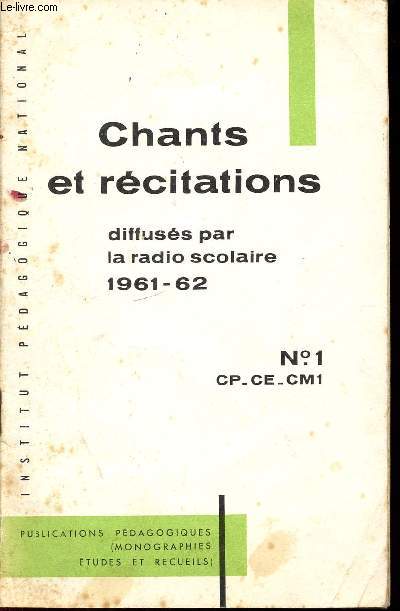 Le-livre.com
INSTITUT PÉDAGOGIQUE NATIONAL
Chants
et récitations
diffusés par
la radio scolaire
1961-62
Nº1
CP_CE_CM1
PUBLICATIONS PÉDAGOGIQUES
(MONOGRAPHIES
ÉTUDES ET RECUEILS)